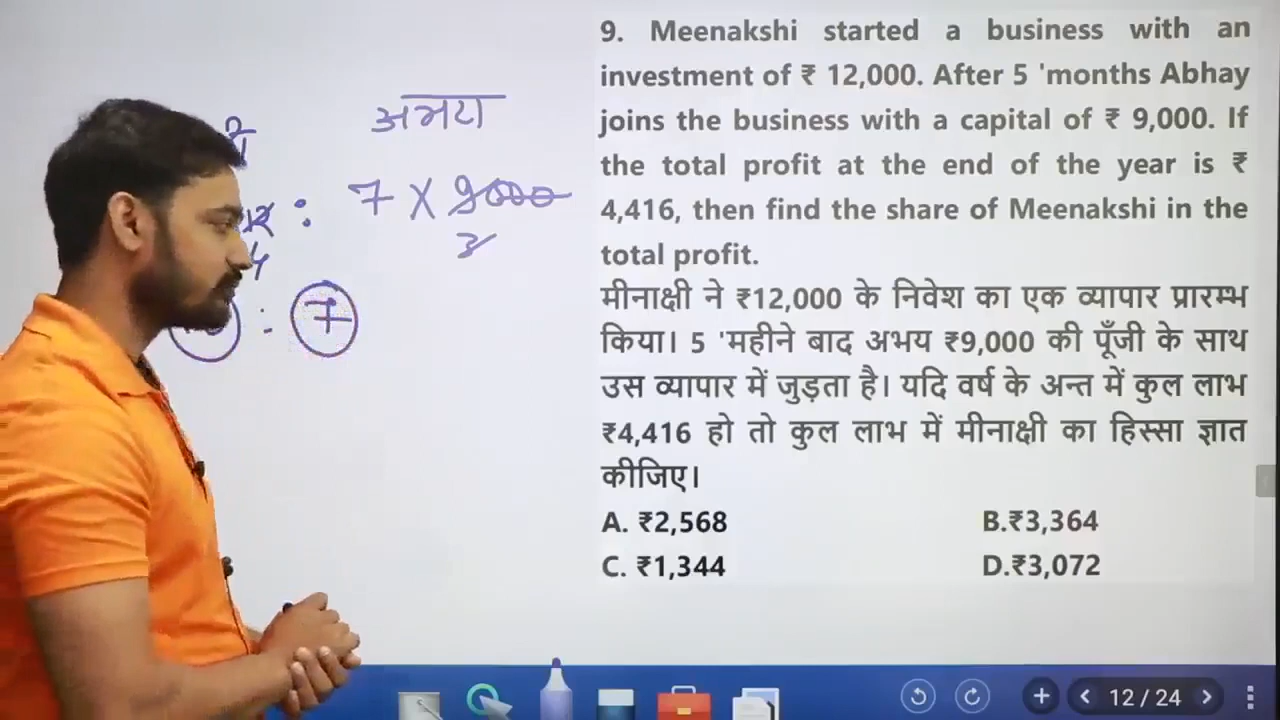 अभय
: 7 X 9000
3
4
: 7
9. Meenakshi started a business with an
investment of ₹ 12,000. After 5 'months Abhay
joins the business with a capital of ₹ 9,000. If
the total profit at the end of the year is ₹
4,416, then find the share of Meenakshi in the
total profit.
मीनाक्षी ने ₹12,000 के निवेश का एक व्यापार प्रारम्भ
किया। 5 'महीने बाद अभय ₹9,000 की पूँजी के साथ
उस व्यापार में जुड़ता है। यदि वर्ष के अन्त में कुल लाभ
₹4,416 हो तो कुल लाभ में मीनाक्षी का हिस्सा ज्ञात
कीजिए।
A. ₹2,568 B.₹3,364
C. ₹1,344 D.₹3,072
12 / 24